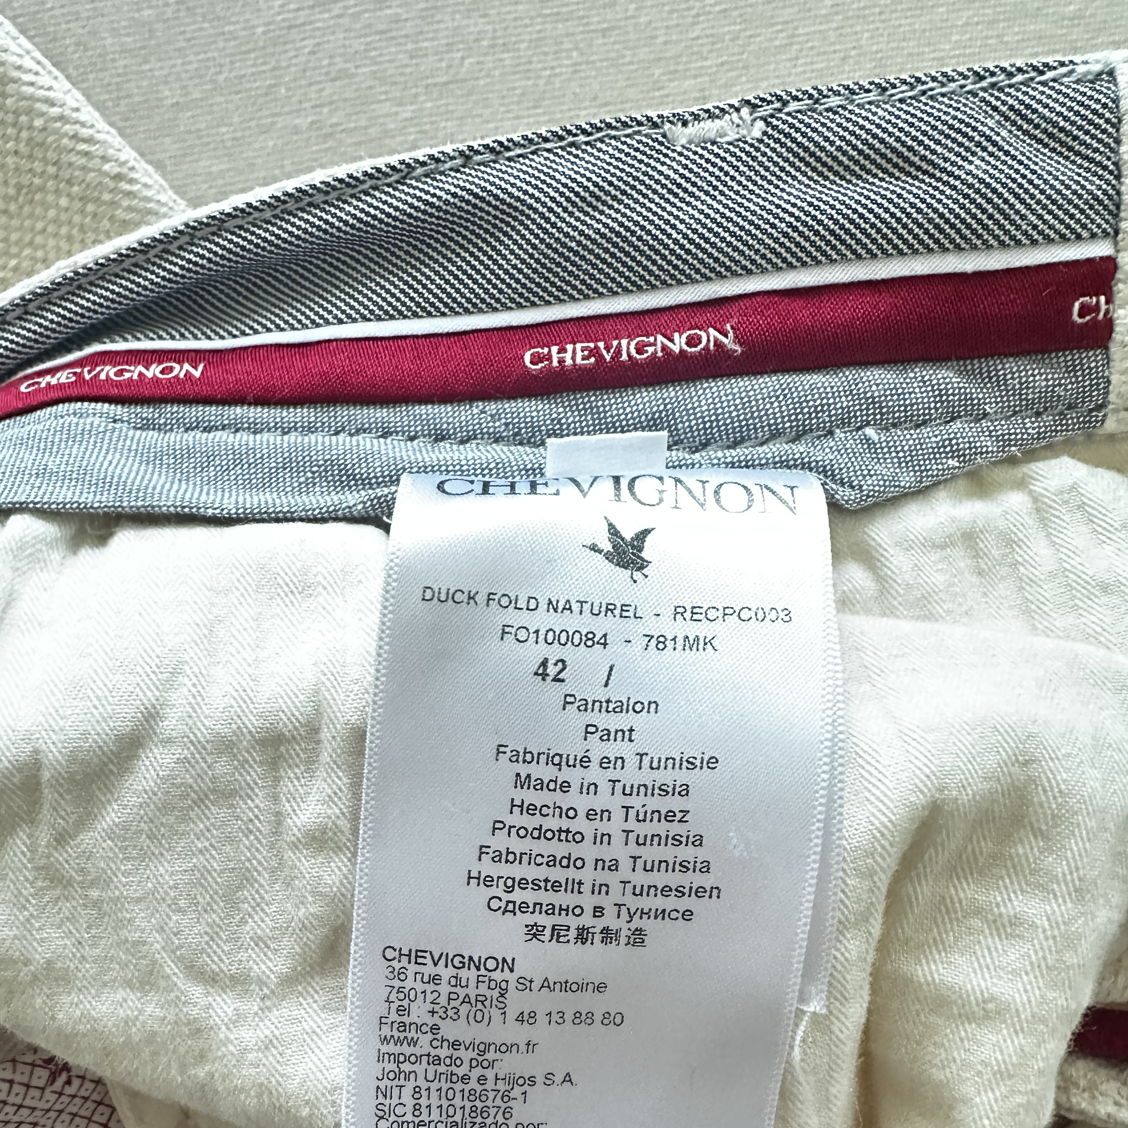 CHEVIGNON
CHEVIGNON
CH
CHEVIGNON
DUCK FOLD NATUREL - RECPC003
FO100084 - 781MK
42 /
Pantalon
Pant
Fabriqué en Tunisie
Made in Tunisia
Hecho en Túnez
Prodotto in Tunisia
Fabricado na Tunisia
Hergestellt in Tunesien
Сделано в Тунисе
突尼斯制造
CHEVIGNON
36 rue du Fbg St Antoine
75012 PARIS
Tel : +33 (0) 1 48 13 88 80
France
www. chevignon.fr
Importado por:
John Uribe e Hijos S.A.
NIT 811018676-1
SIC 811018676
Comercializado por: